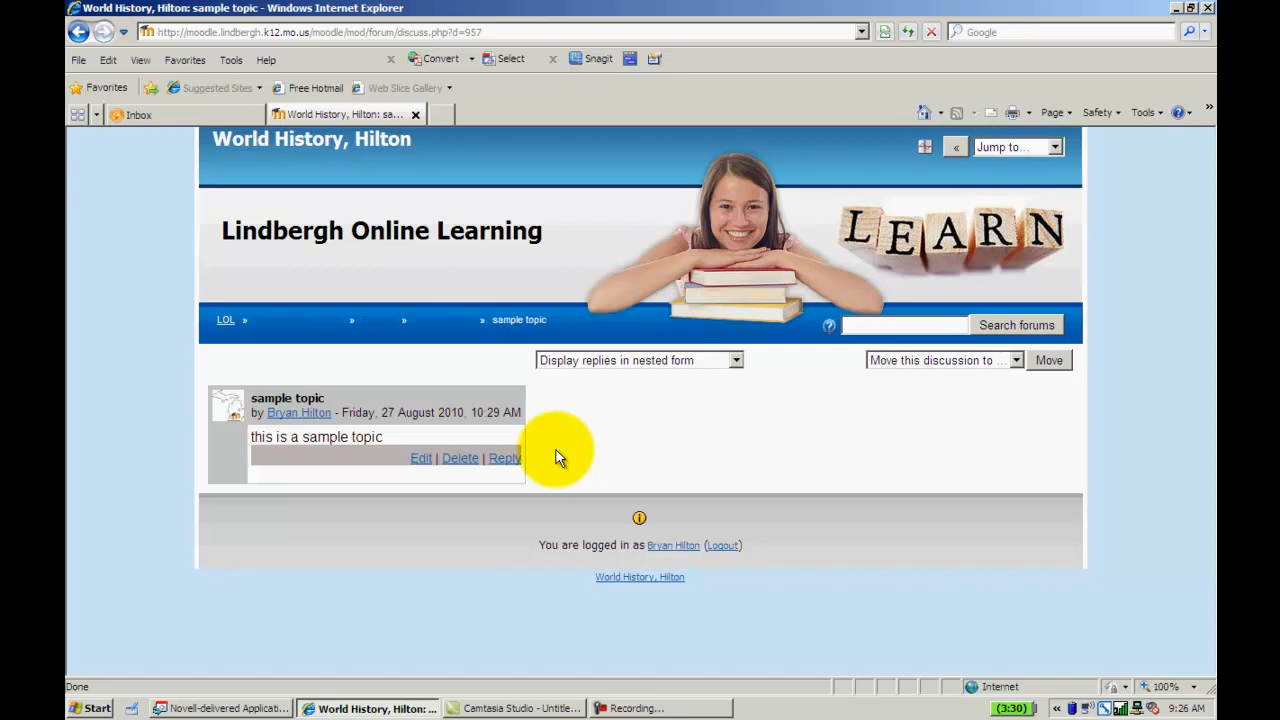 World History, Hilton: sample topic - Windows Internet Explorer
http://moodle.lindbergh.k12.mo.us/moodle/mod/forum/discuss.php?d=957
Google
File Edit View Favorites Tools Help
Convert Select Snagit
Favorites Suggested Sites Free Hotmail Web Slice Gallery
Inbox World History, Hilton: sa... Page Safety Tools
World History, Hilton
« Jump to...
Lindbergh Online Learning
LEARN
LOL » » » » sample topic
Search forums
Display replies in nested form
Move this discussion to ... Move
sample topic
by Bryan Hilton - Friday, 27 August 2010, 10:29 AM
this is a sample topic
Edit | Delete | Reply
You are logged in as Bryan Hilton (Logout)
World History, Hilton
Done Internet 100%
Start Novell-delivered Applicati... World History, Hilton: ... Camtasia Studio - Untitle... Recording... (3:30) 9:26 AM